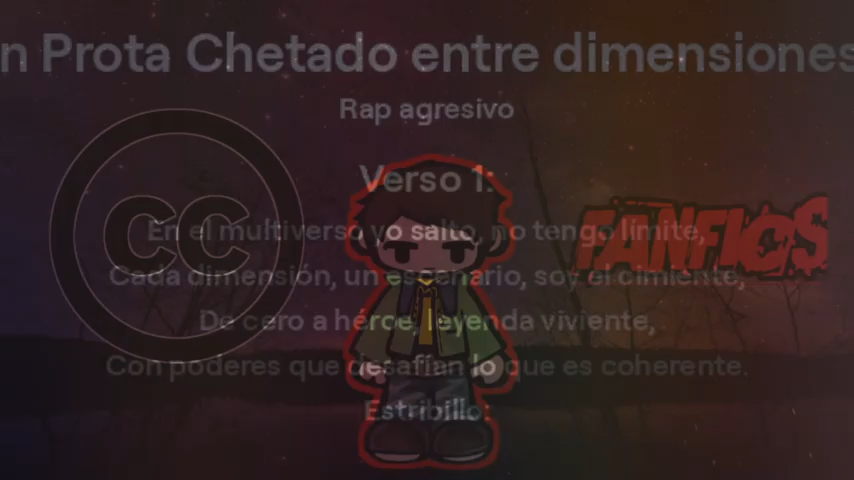 n Prota Chetado entre dimensiones
Rap agresivo
Verso 1:
En el multiverso yo salto, no tengo límite,
Cada dimensión, un rio, soy el cimiente,
CC
FANFICS
De cero a héroe, leyenda viviente,
Con poderes que desafían lo que es coherente.
Estribillo: